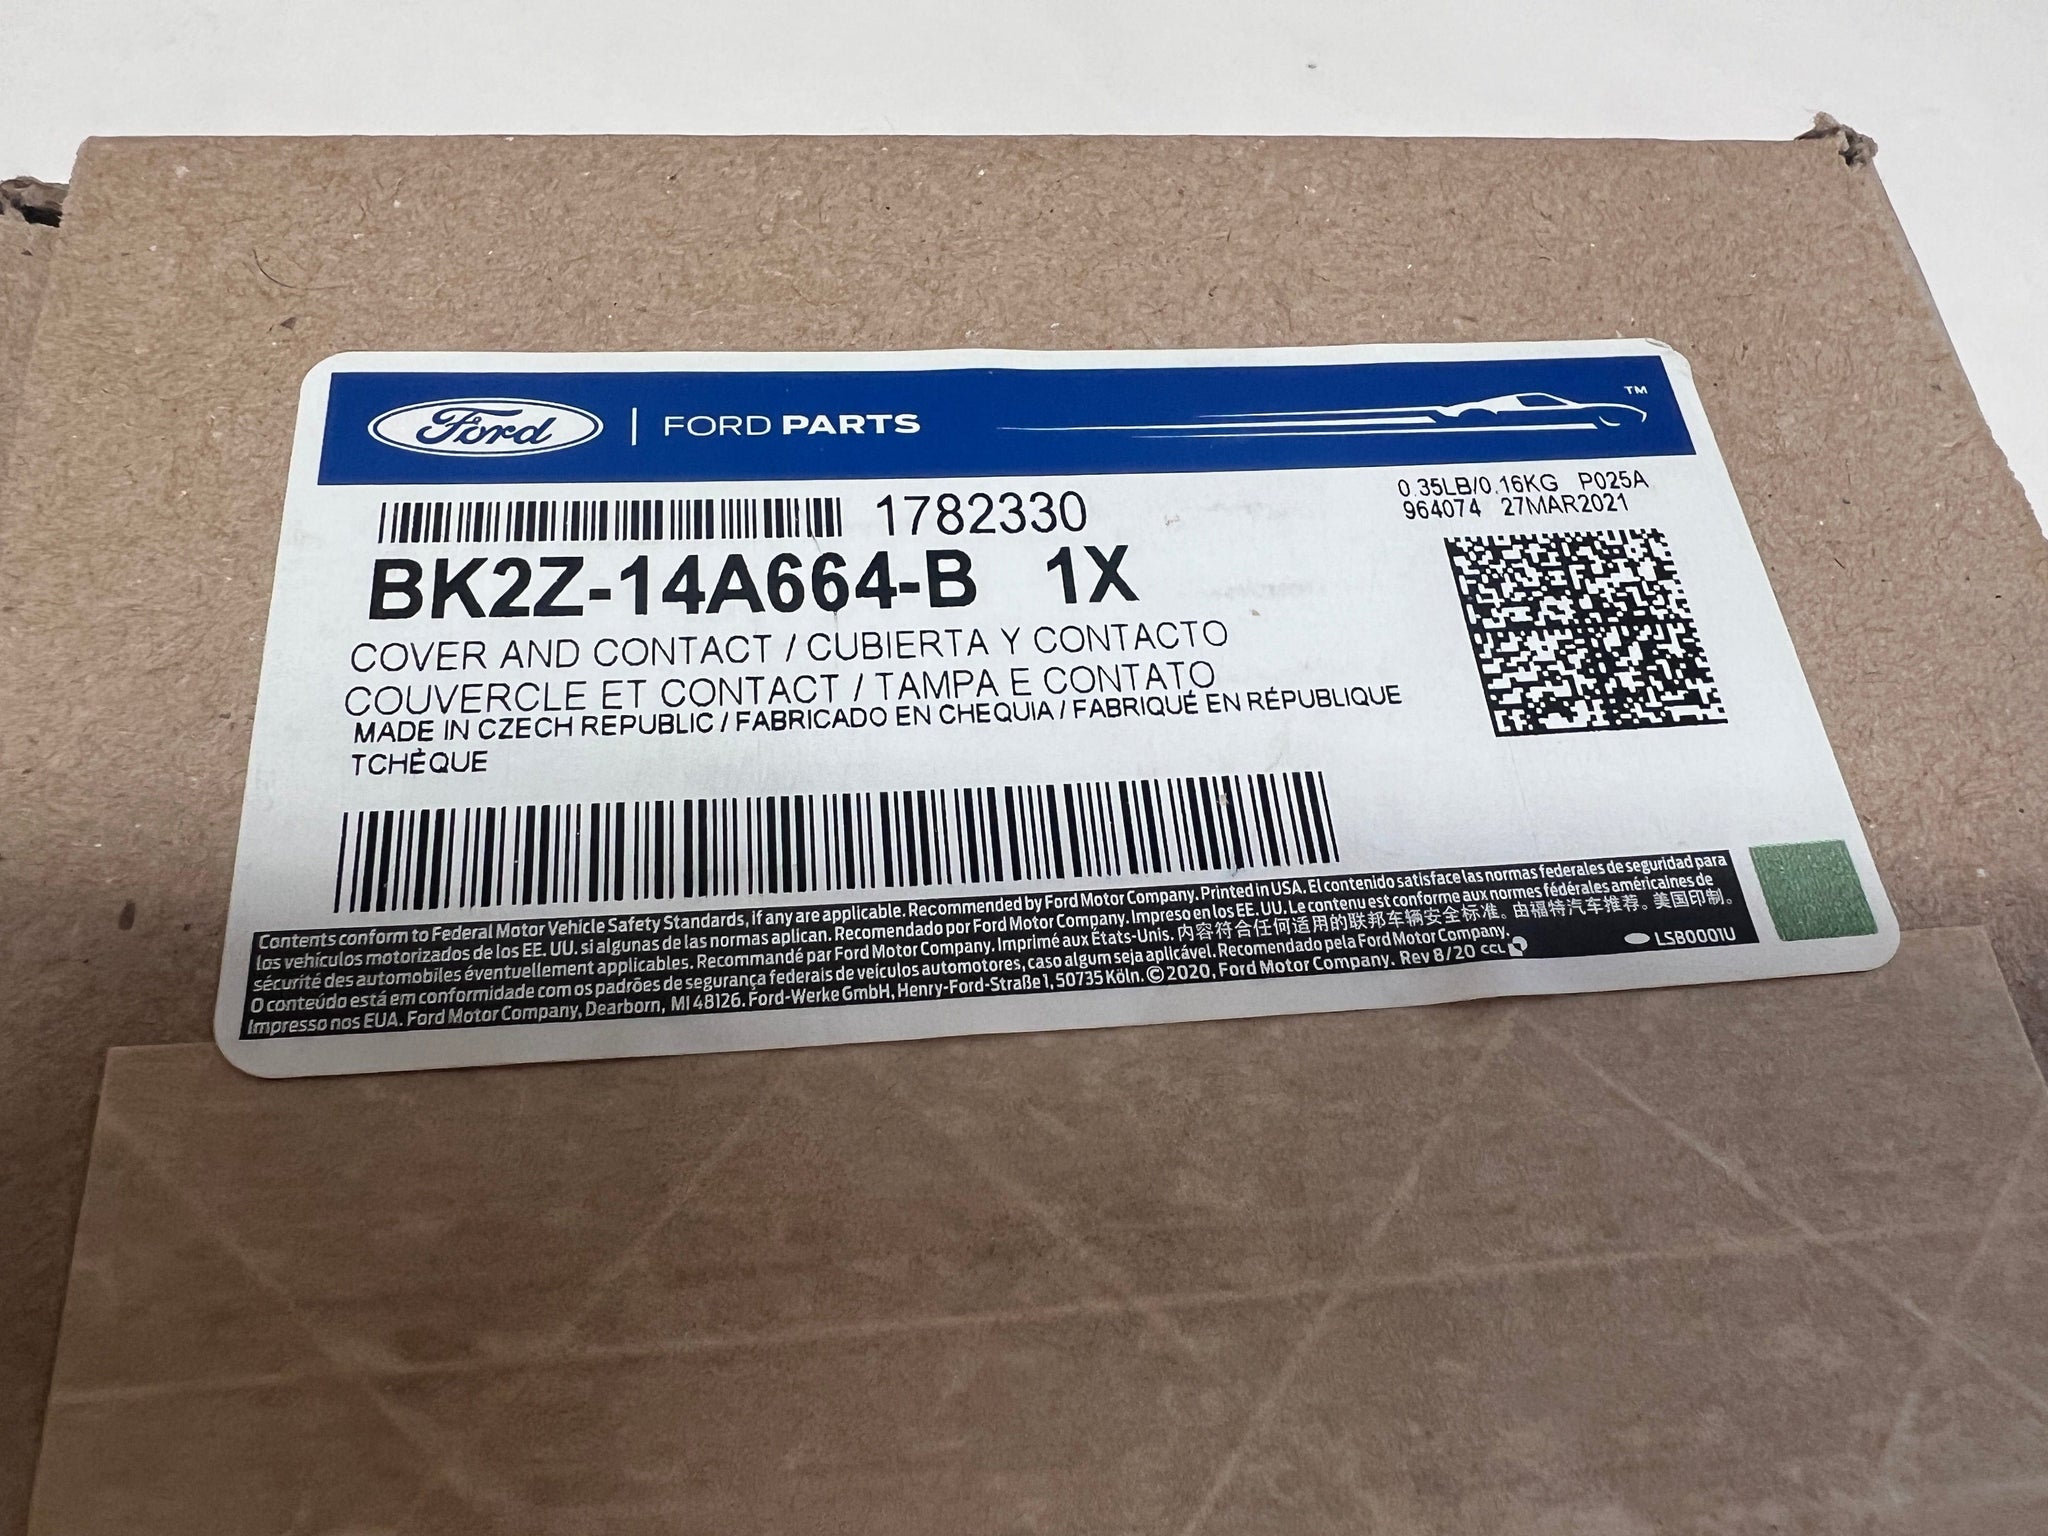 Ford | FORD PARTS
TM
0.35LB/0.16KG P025A
964074 27MAR2021
1782330
BK2Z-14A664-B 1X
COVER AND CONTACT / CUBIERTA Y CONTACTO
COUVERCLE ET CONTACT / TAMPA E CONTATO
MADE IN CZECH REPUBLIC / FABRICADO EN CHEQUIA / FABRIQUÉ EN RÉPUBLIQUE
TCHÈQUE
Contents conform to Federal Motor Vehicle Safety Standards, if any are applicable. Recommended by Ford Motor Company. Printed in USA. El contenido satisface las normas federales de seguridad para
los vehículos motorizados de los EE. UU. si algunas de las normas aplican. Recomendado por Ford Motor Company. Impreso en los EE. UU. Le contenu est conforme aux normes fédérales américaines de
sécurité des automobiles éventuellement applicables. Recommandé par Ford Motor Company. Imprimé aux États-Unis. 内容符合任何适用的联邦车辆安全标准。由福特汽车推荐。美国印制。
O conteúdo está em conformidade com os padrões de segurança federais de veículos automotores, caso algum seja aplicável. Recomendado pela Ford Motor Company.
Impresso nos EUA. Ford Motor Company, Dearborn, MI 48126. Ford-Werke GmbH, Henry-Ford-Straße 1, 50735 Köln. © 2020, Ford Motor Company. Rev 8/20 CCL
LSB0001U